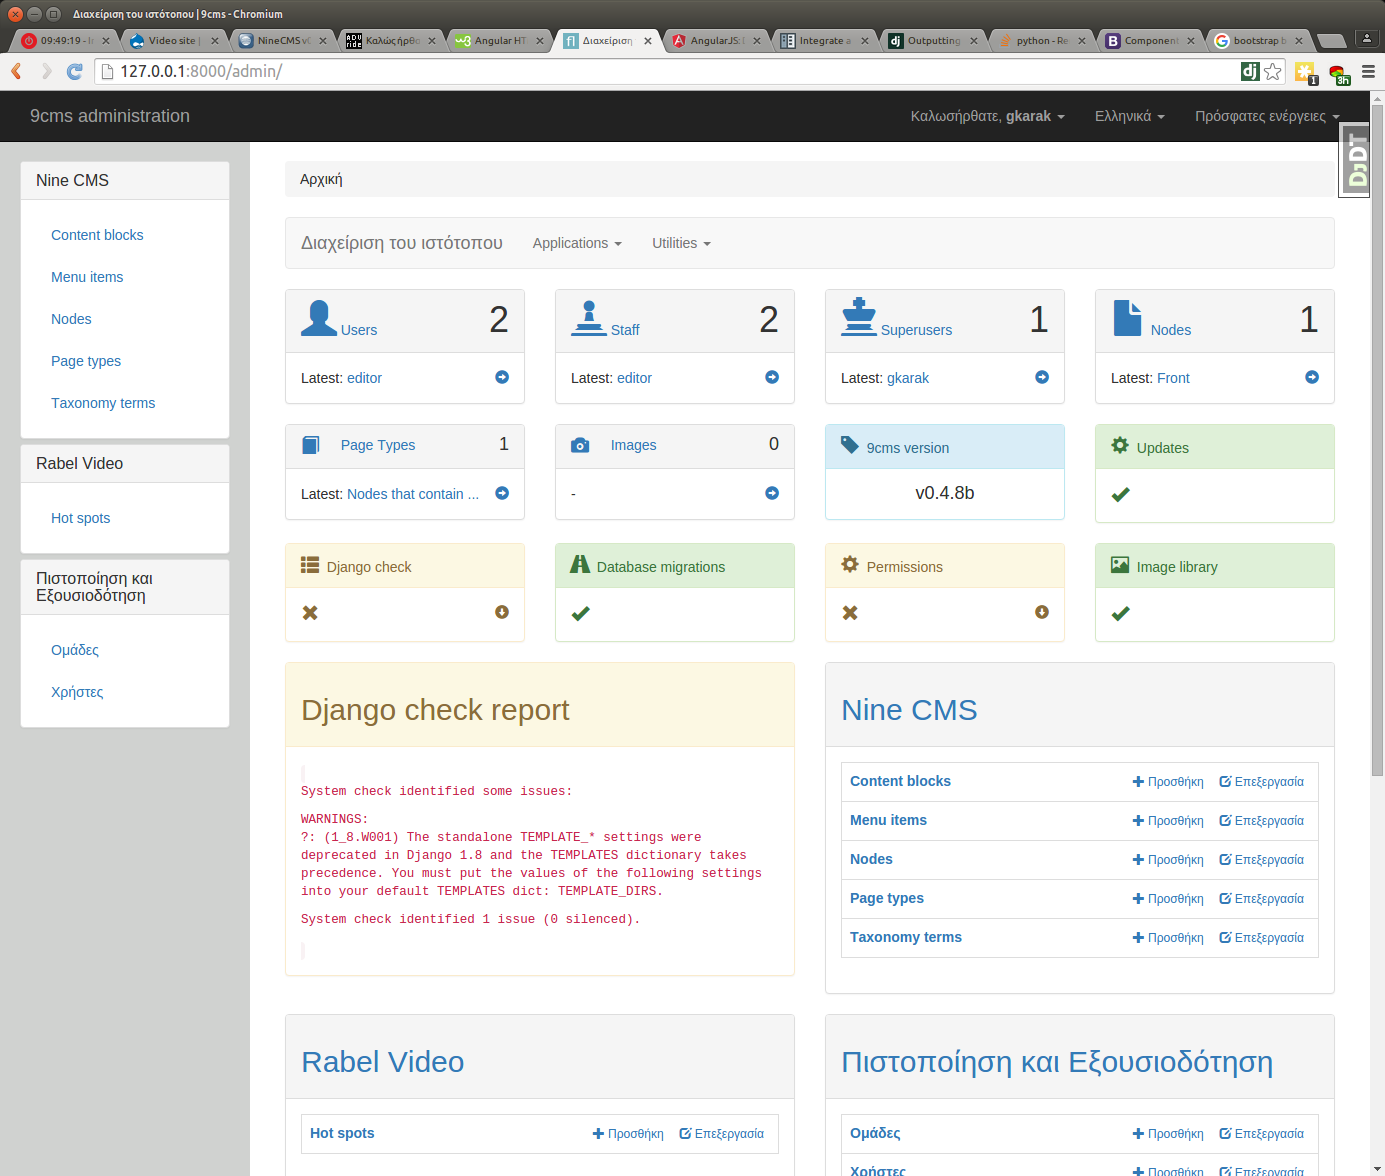 Διαχείριση του ιστότοπου | 9cms - Chromium
09:49:19 - Ir
Video site |
NineCMS v0
Καλωσήρθα
Angular HT
Διαχείριση
AngularJS:
Integrate a
Outputting
python - Re
Component
bootstrap b
127.0.0.1:8000/admin/
9cms administration
Καλωσήρθατε, gkarak
Ελληνικά
Πρόσφατες ενέργειες
DjDT
Nine CMS
Content blocks
Menu items
Nodes
Page types
Taxonomy terms
Rabel Video
Hot spots
Πιστοποίηση και
Εξουσιοδότηση
Ομάδες
Χρήστες
Αρχική
Διαχείριση του ιστότοπου
Applications
Utilities
Users 2
Latest: editor
Staff 2
Latest: editor
Superusers 1
Latest: gkarak
Nodes 1
Latest: Front
Page Types 1
Latest: Nodes that contain ...
Images 0
-
9cms version
v0.4.8b
Updates
Django check
Database migrations
Permissions
Image library
Django check report
System check identified some issues:
WARNINGS:
?: (1_8.W001) The standalone TEMPLATE_* settings were
deprecated in Django 1.8 and the TEMPLATES dictionary takes
precedence. You must put the values of the following settings
into your default TEMPLATES dict: TEMPLATE_DIRS.
System check identified 1 issue (0 silenced).
Nine CMS
Content blocks Προσθήκη Επεξεργασία
Menu items Προσθήκη Επεξεργασία
Nodes Προσθήκη Επεξεργασία
Page types Προσθήκη Επεξεργασία
Taxonomy terms Προσθήκη Επεξεργασία
Rabel Video
Hot spots Προσθήκη Επεξεργασία
Πιστοποίηση και Εξουσιοδότηση
Ομάδες Προσθήκη Επεξεργασία
Χρήστες Προσθήκη Επεξεργασία